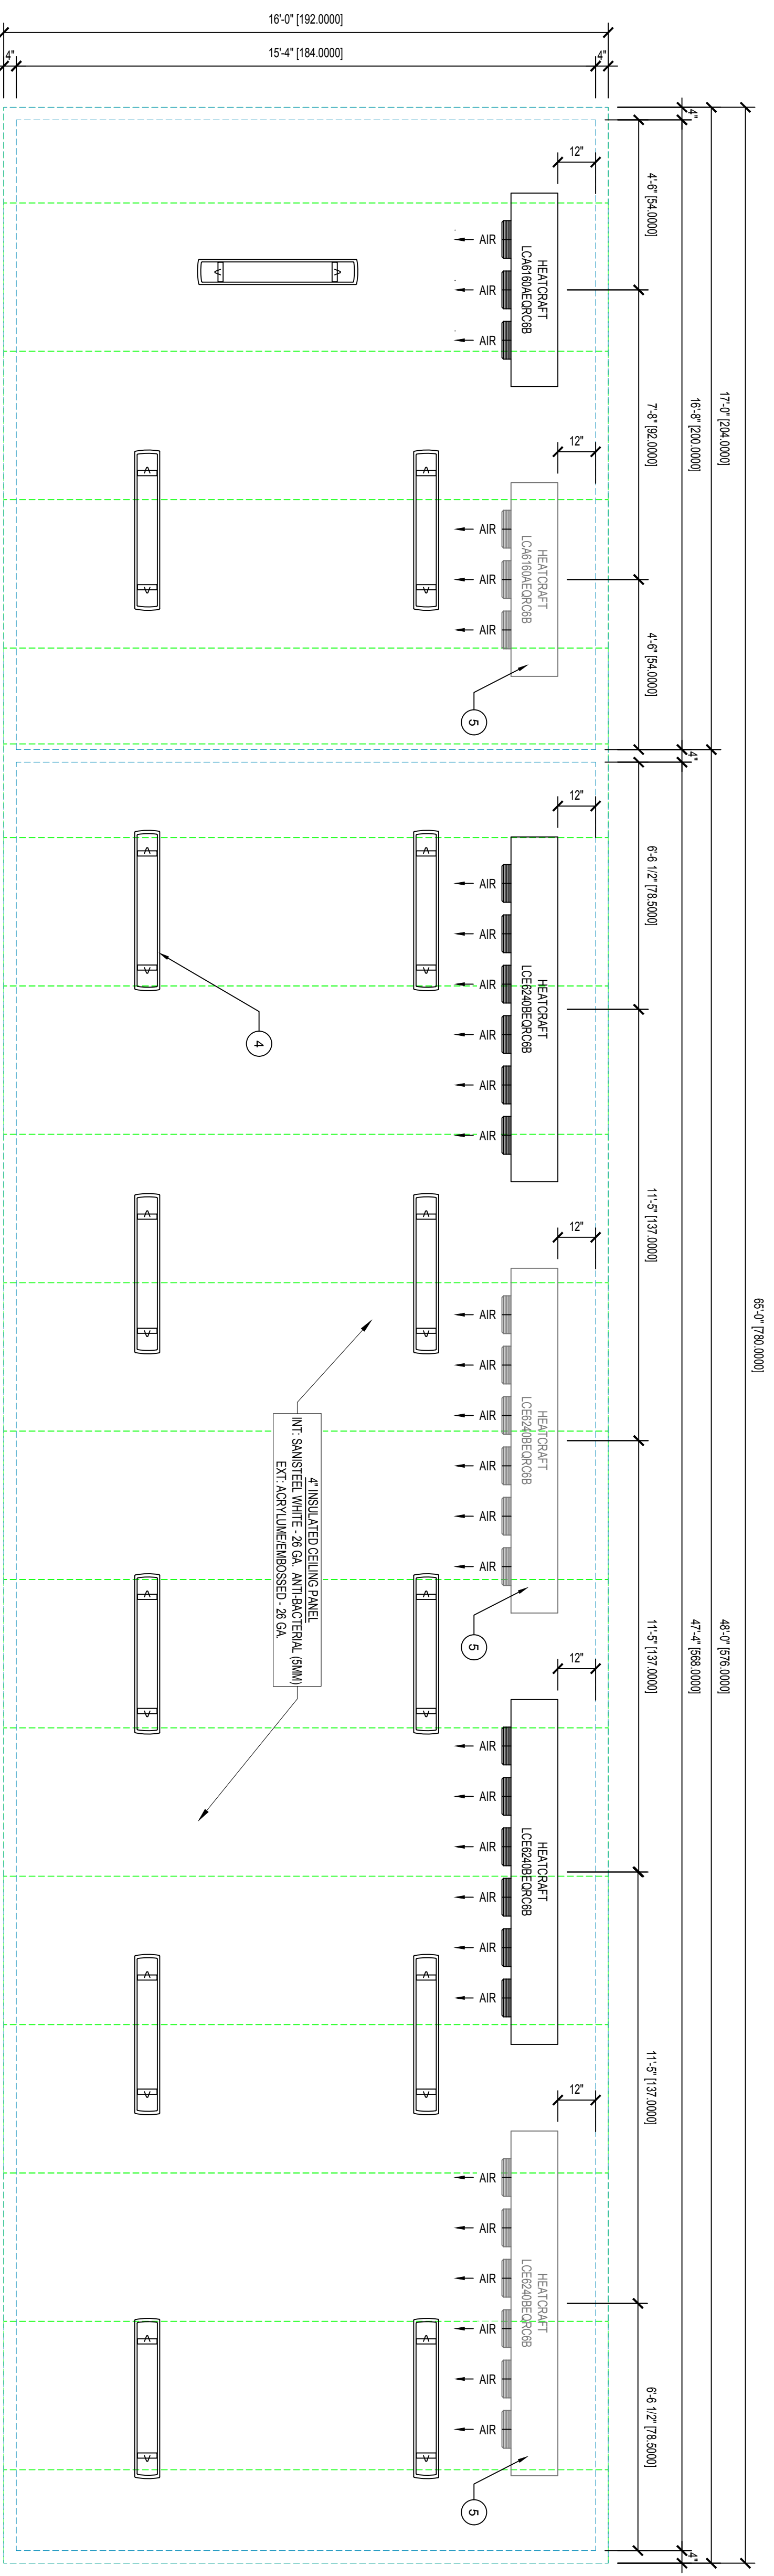 65'-0" [780.0000]
17'-0" [204.0000]
48'-0" [576.0000]
4"
16'-8" [200.0000]
4"
47'-4" [568.0000]
4"
4'-6" [54.0000]
7'-8" [92.0000]
4'-6" [54.0000]
6'-6 1/2" [78.5000]
11'-5" [137.0000]
11'-5" [137.0000]
11'-5" [137.0000]
6'-6 1/2" [78.5000]
16'-0" [192.0000]
15'-4" [184.0000]
4"
4"
12"
HEATCRAFT
LCA6160AEQRC6B
AIR
AIR
AIR
12"
HEATCRAFT
LCA6160AEQRC6B
AIR
AIR
AIR
5
12"
HEATCRAFT
LCE6240BEQRC6B
AIR
AIR
AIR
AIR
AIR
AIR
4
12"
HEATCRAFT
LCE6240BEQRC6B
AIR
AIR
AIR
AIR
AIR
AIR
5
12"
HEATCRAFT
LCE6240BEQRC6B
AIR
AIR
AIR
AIR
AIR
AIR
12"
HEATCRAFT
LCE6240BEQRC6B
AIR
AIR
AIR
AIR
AIR
AIR
5
4" INSULATED CEILING PANEL
INT: SANISTEEL WHITE - 26 GA. ANTI-BACTERIAL (5MM)
EXT: ACRYLUME/EMBOSSED - 26 GA.